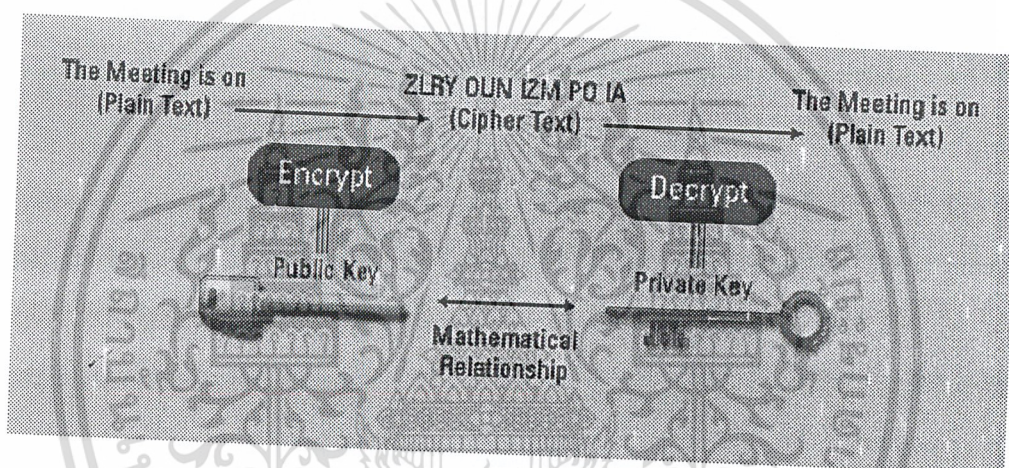 The Meeting is on
(Plain Text)
ZLRY OUN IZM PO IA
(Cipher Text)
The Meeting is on
(Plain Text)
Encrypt
Decrypt
Public Key
Private Key
Mathematical
Relationship